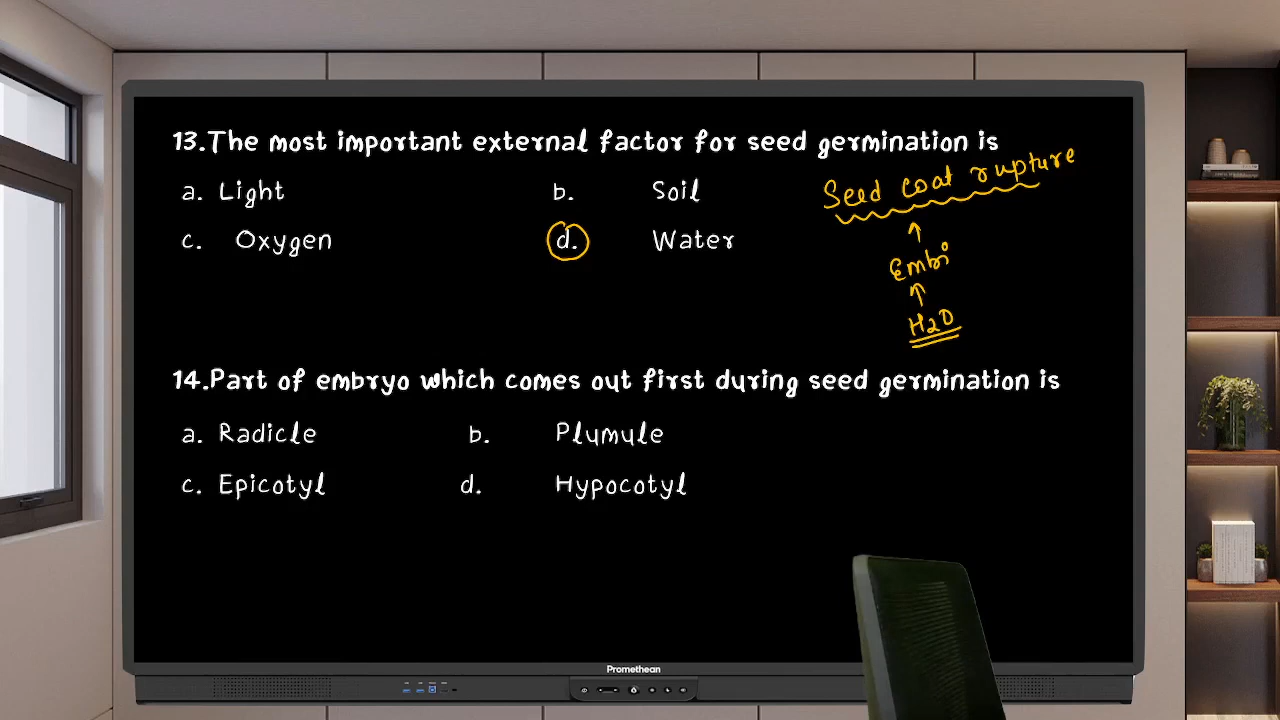 13.The most important external factor for seed germination is
a. Light b. Soil
c. Oxygen d. Water
Seed coat rupture
↑
Embi
↑
H2O
14.Part of embryo which comes out first during seed germination is
a. Radicle b. Plumule
c. Epicotyl d. Hypocotyl
Promethean